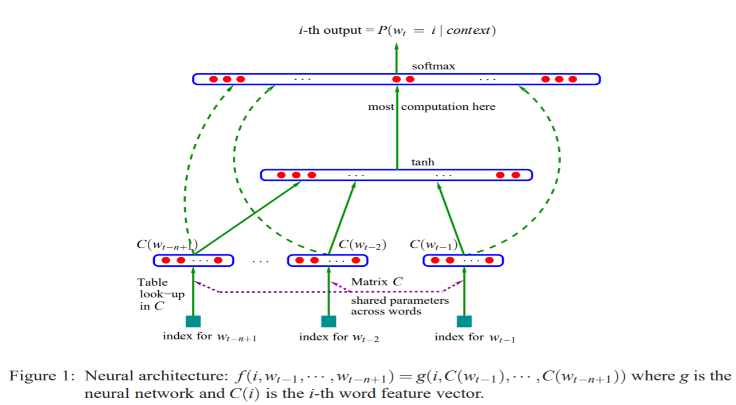 i-th output = P(w_t = i | context)
softmax
. . .
. . .
most computation here
tanh
. . .
. . .
C(w_{t−n+1})
C(w_{t−2})
C(w_{t−1})
. . .
. . .
. . .
. . .
Table
look−up
in C
Matrix C
shared parameters
across words
index for w_{t−n+1}
index for w_{t−2}
index for w_{t−1}
Figure 1: Neural architecture: f(i,w_{t−1},··· ,w_{t−n+1}) = g(i,C(w_{t−1}),··· ,C(w_{t−n+1})) where g is the
neural network and C(i) is the i-th word feature vector.